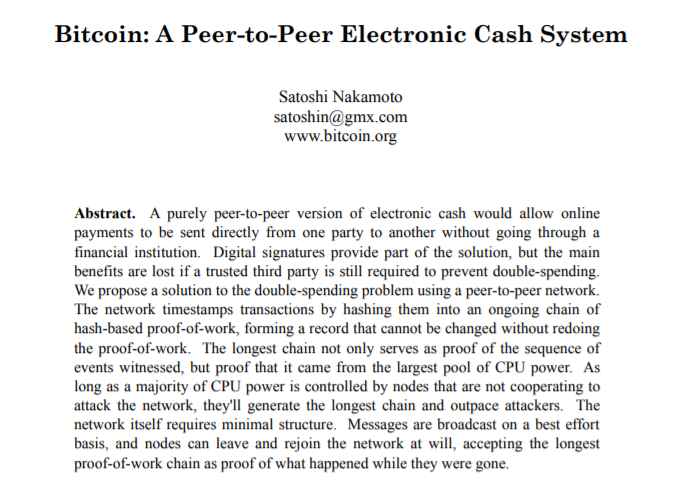 Bitcoin: A Peer-to-Peer Electronic Cash System
Satoshi Nakamoto
satoshin@gmx.com
www.bitcoin.org
Abstract. A purely peer-to-peer version of electronic cash would allow online
payments to be sent directly from one party to another without going through a
financial institution. Digital signatures provide part of the solution, but the main
benefits are lost if a trusted third party is still required to prevent double-spending.
We propose a solution to the double-spending problem using a peer-to-peer network.
The network timestamps transactions by hashing them into an ongoing chain of
hash-based proof-of-work, forming a record that cannot be changed without redoing
the proof-of-work. The longest chain not only serves as proof of the sequence of
events witnessed, but proof that it came from the largest pool of CPU power. As
long as a majority of CPU power is controlled by nodes that are not cooperating to
attack the network, they'll generate the longest chain and outpace attackers. The
network itself requires minimal structure. Messages are broadcast on a best effort
basis, and nodes can leave and rejoin the network at will, accepting the longest
proof-of-work chain as proof of what happened while they were gone.